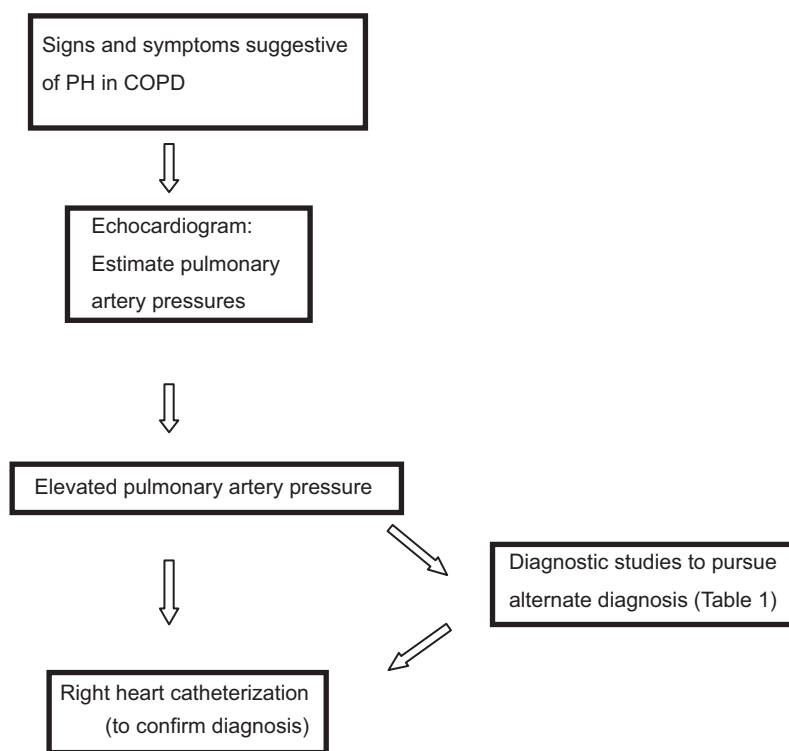 Signs and symptoms suggestive
of PH in COPD
Echocardiogram:
Estimate pulmonary
artery pressures
Elevated pulmonary artery pressure
Diagnostic studies to pursue
alternate diagnosis (Table 1)
Right heart catheterization
(to confirm diagnosis)